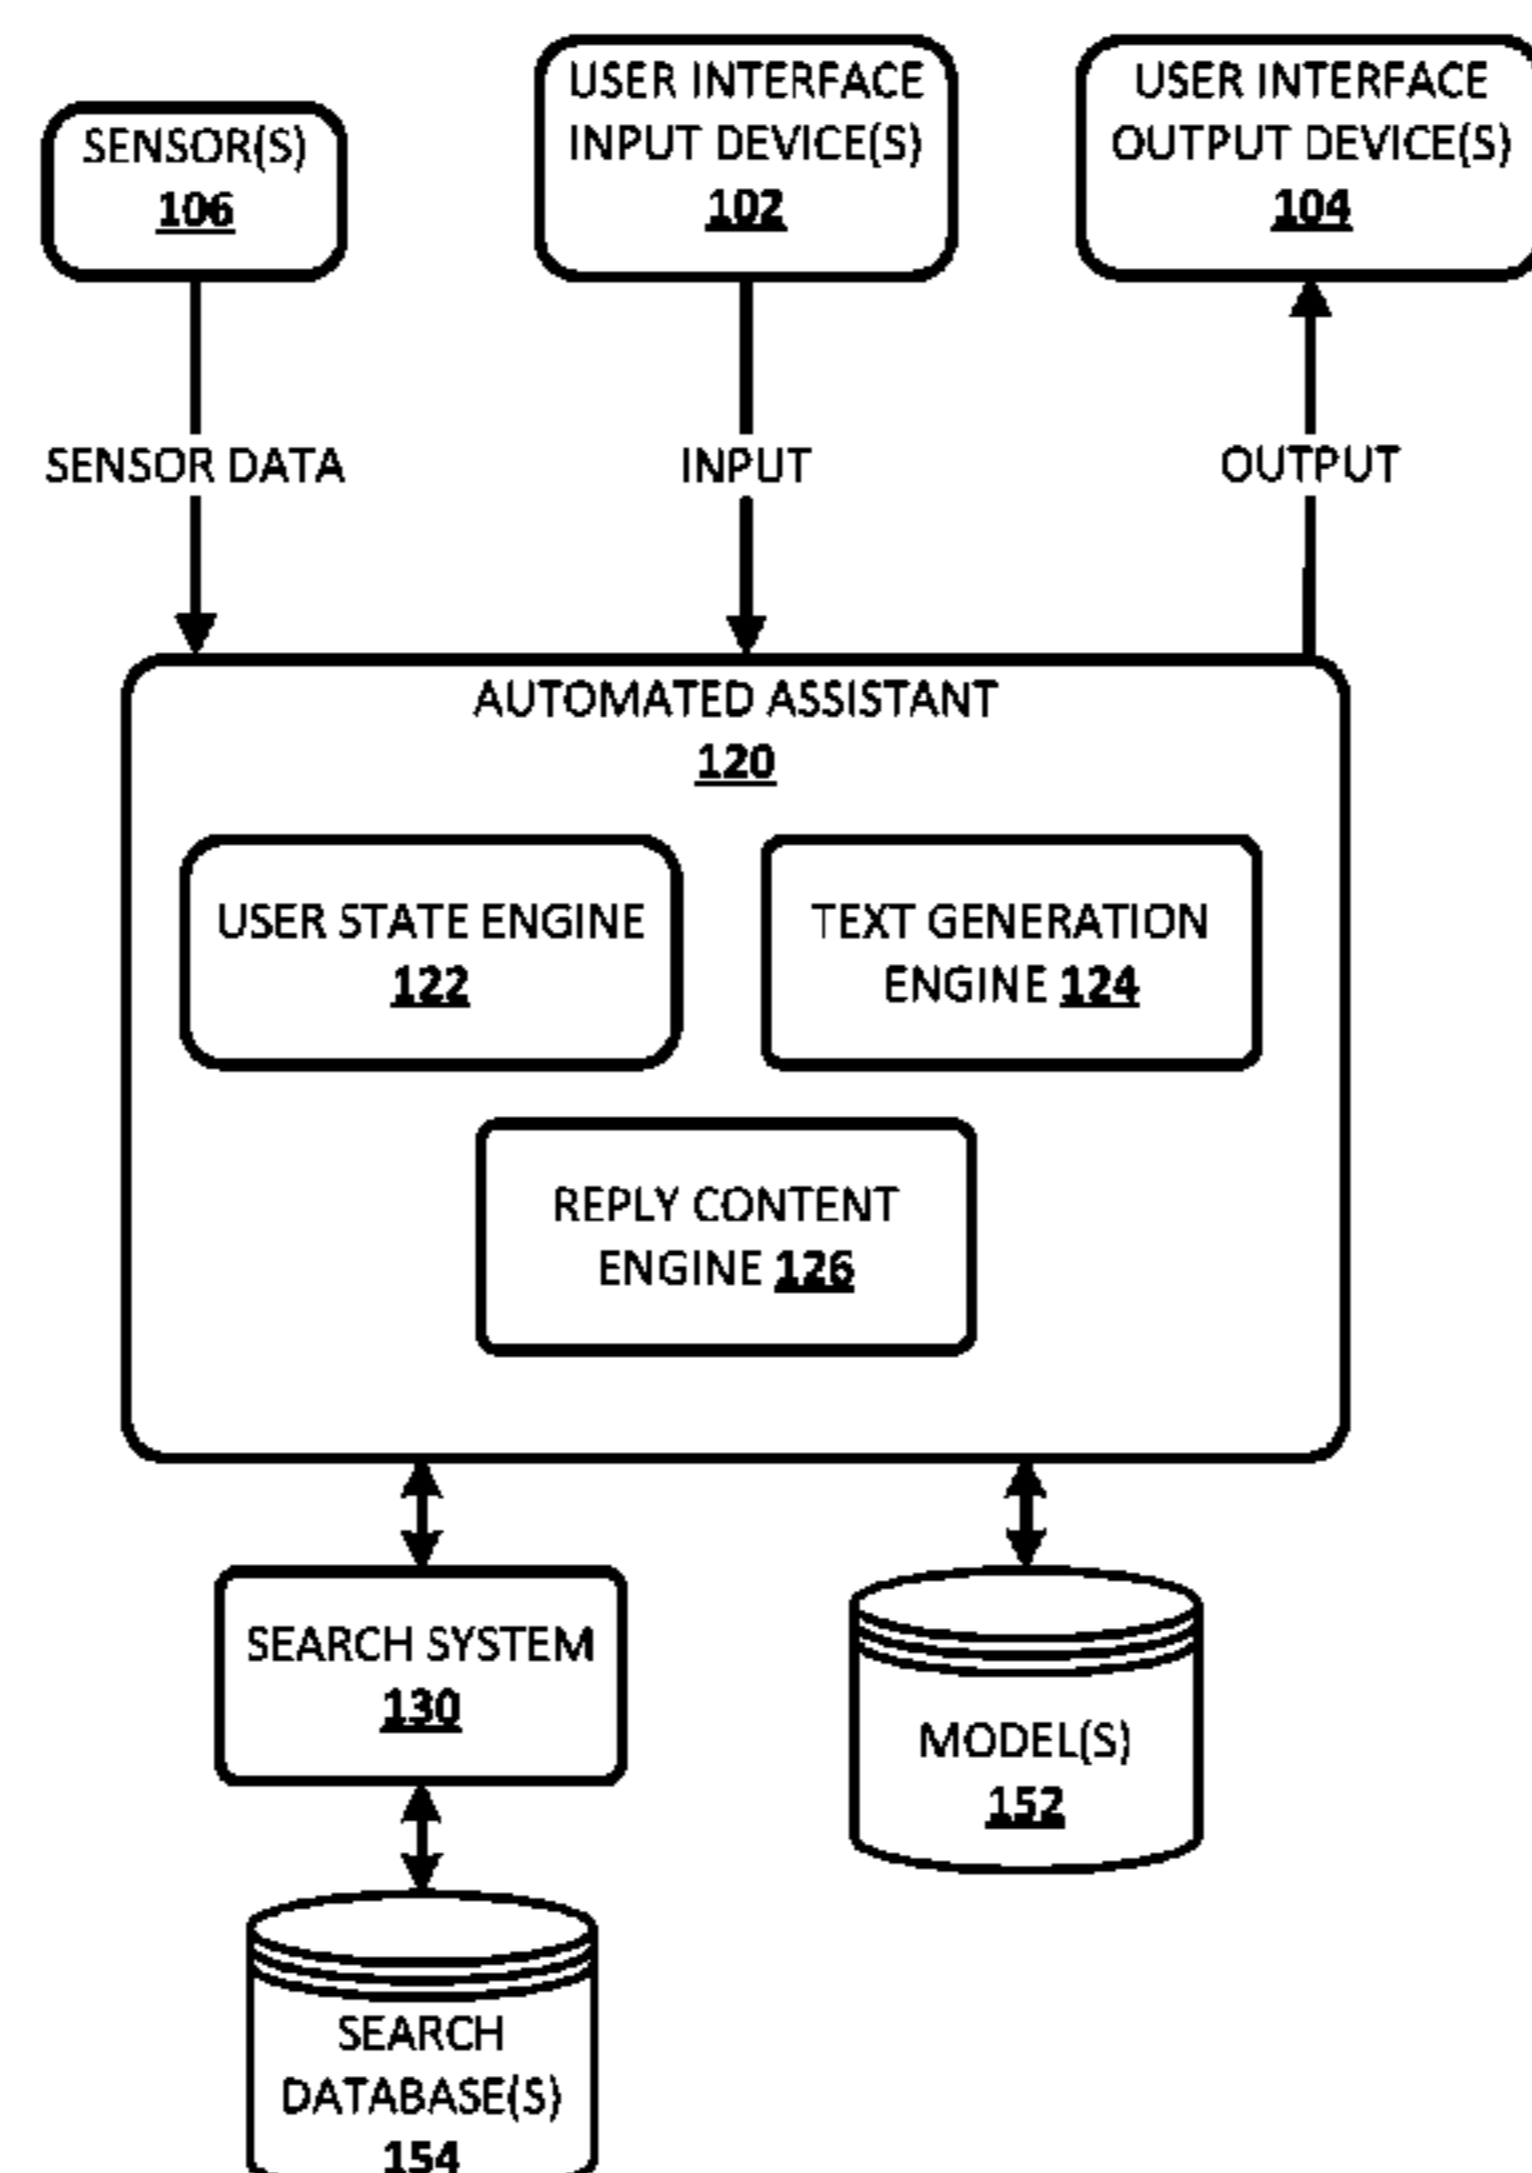 SENSOR(S)
106
USER INTERFACE
INPUT DEVICE(S)
102
USER INTERFACE
OUTPUT DEVICE(S)
104
SENSOR DATA
INPUT
OUTPUT
AUTOMATED ASSISTANT
120
USER STATE ENGINE
122
TEXT GENERATION
ENGINE 124
REPLY CONTENT
ENGINE 126
SEARCH SYSTEM
130
MODEL(S)
152
SEARCH
DATABASE(S)
154